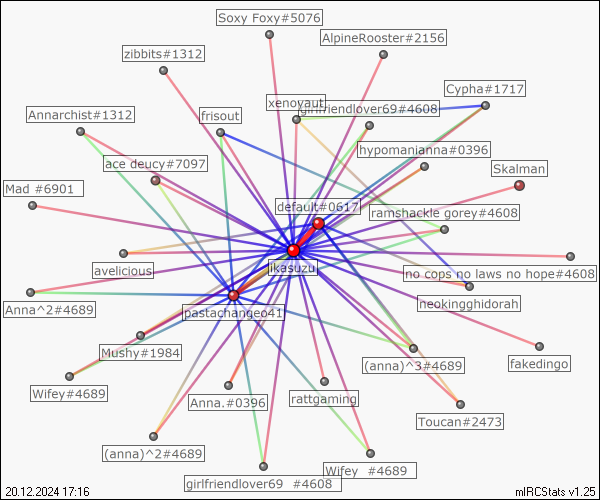 Soxy Foxy#5076
AlpineRooster#2156
zibbits#1312
Cypha#1717
xenoyaut
girlfriendlover69#4608
Annarchist#1312
frisout
hypomanianna#0396
ace deucy#7097
Skalman
Mad #6901
default#0617
ramshackle gorey#4608
avelicious
ikasuzu
no cops no laws no hope#4608
Anna^2#4689
pastachangeo41
neokingghidorah
Mushy#1984
(anna)^3#4689
fakedingo
Wifey#4689
Anna.#0396
rattgaming
Toucan#2473
(anna)^2#4689
Wifey #4689
girlfriendlover69 #4608
20.12.2024 17:16
mIRCStats v1.25